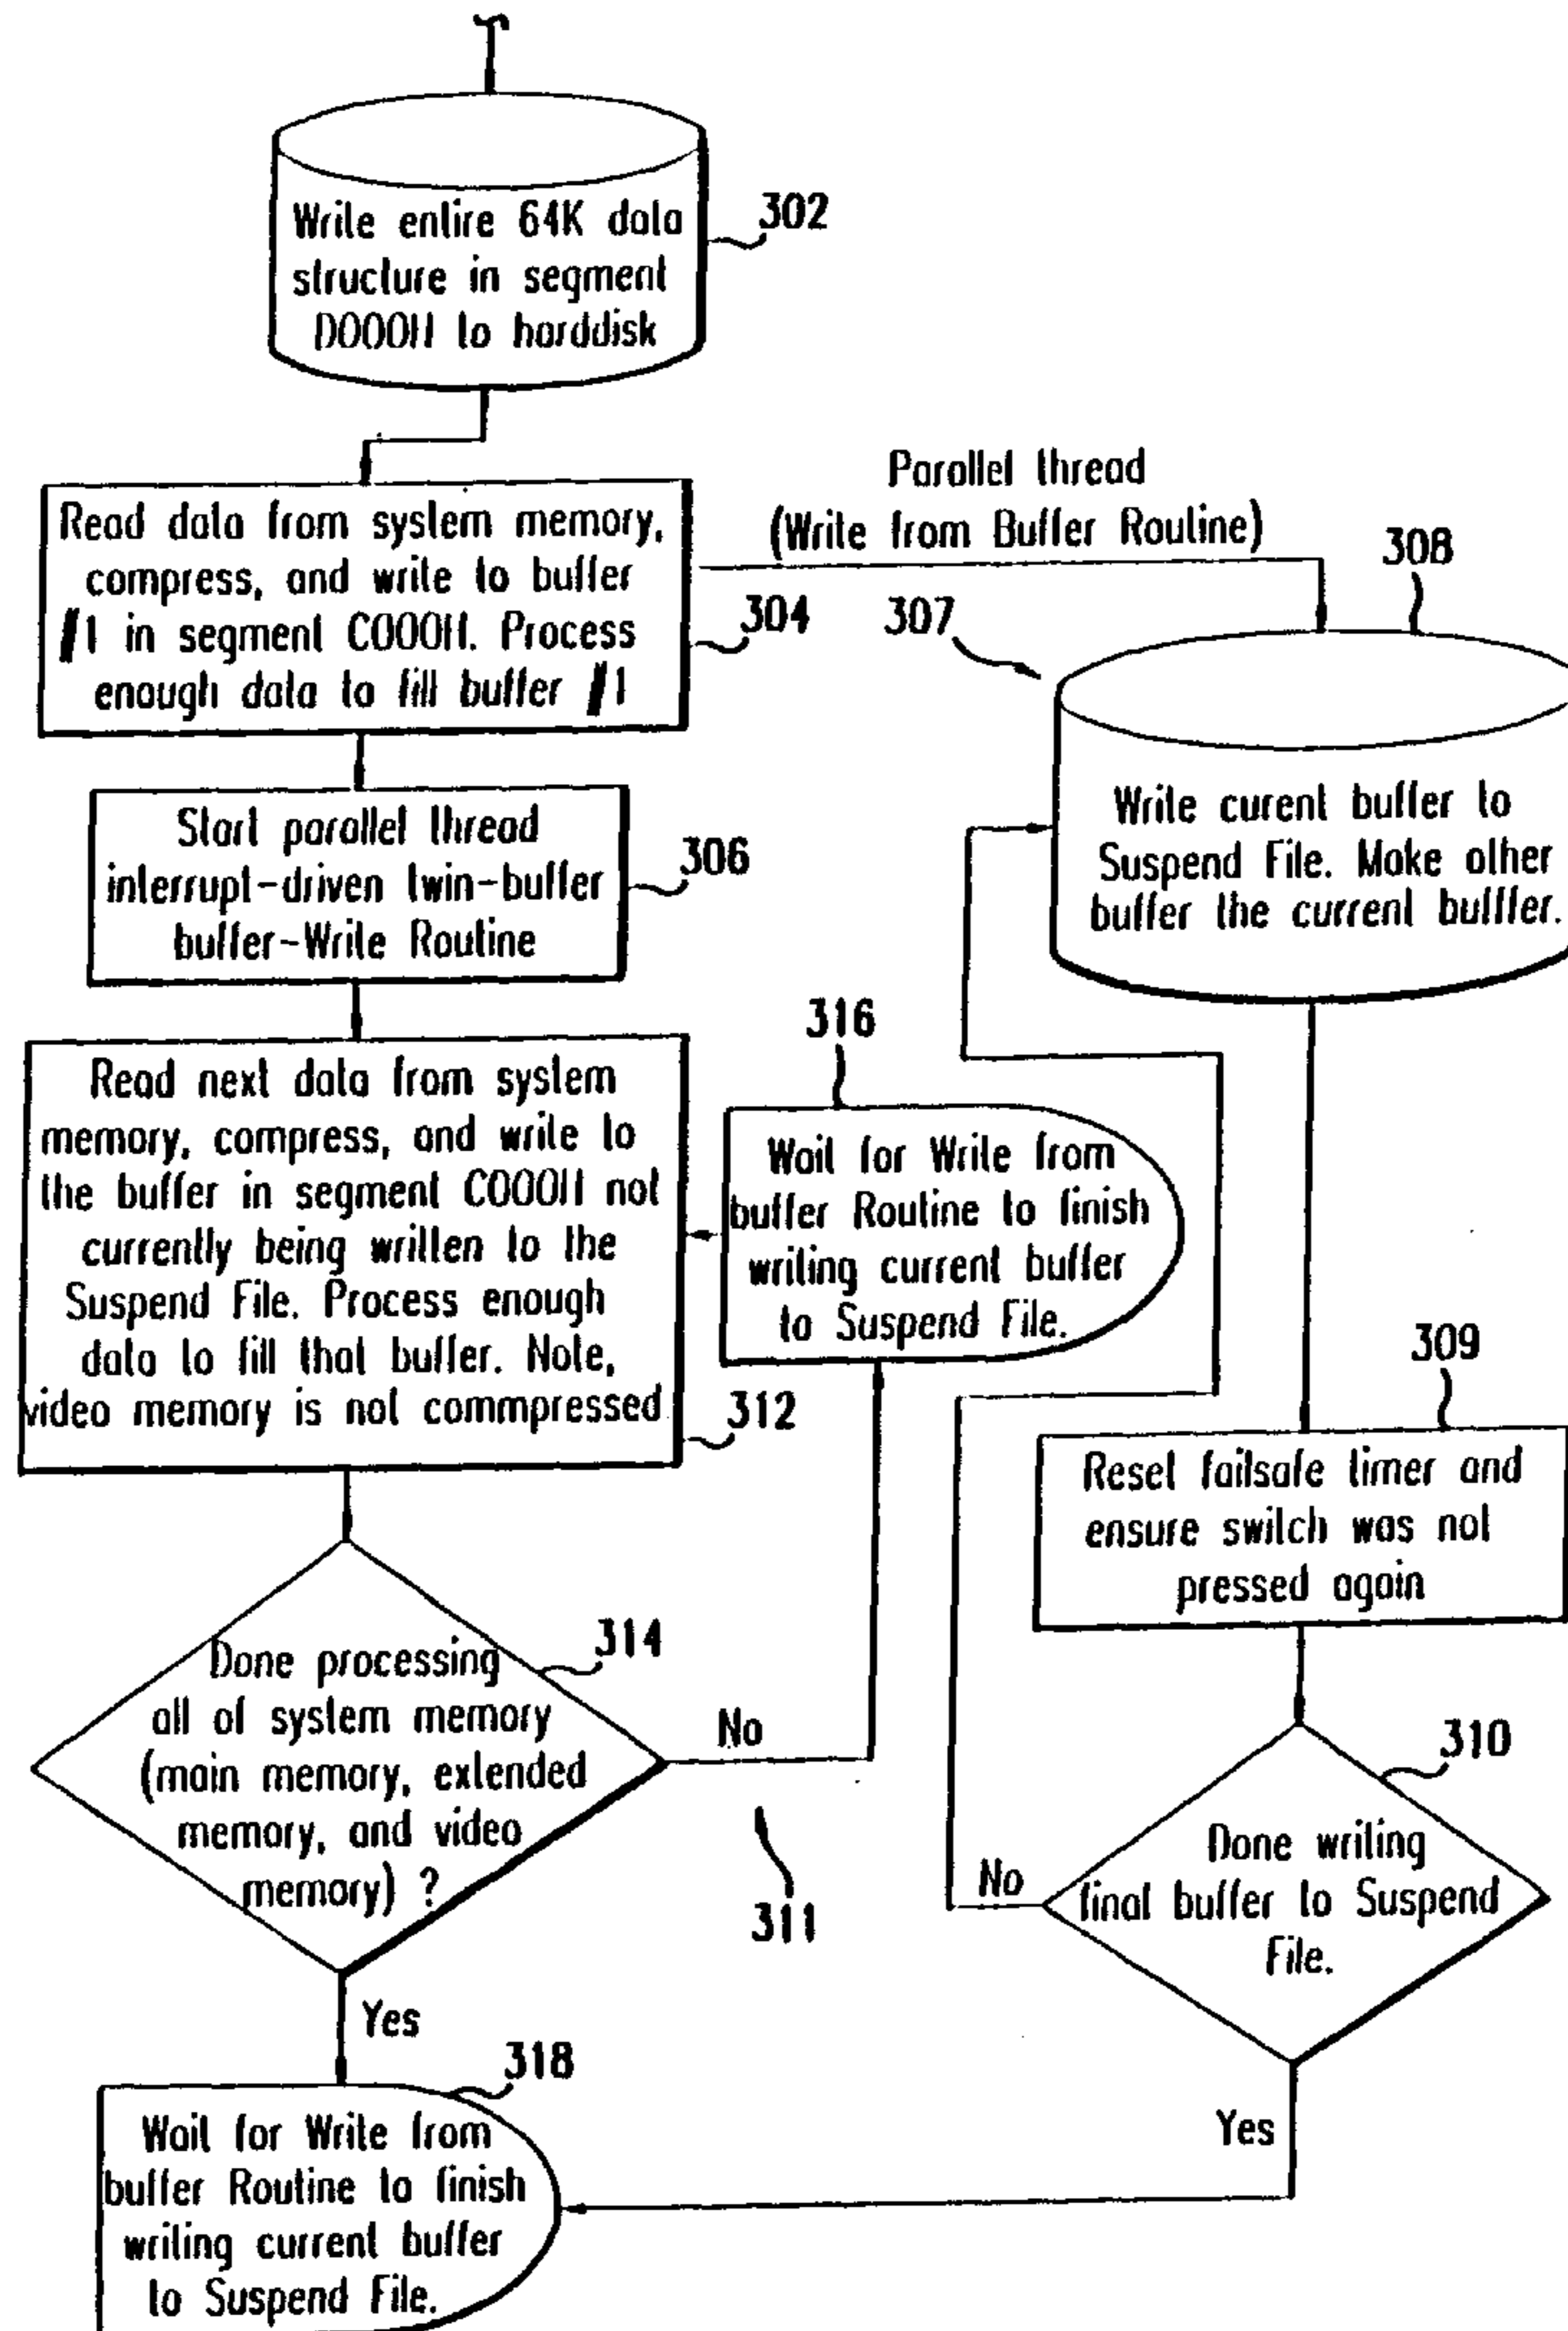 Write entire 64K data
structure in segment
D000H to harddisk
302
Read data from system memory,
compress, and write to buffer
#1 in segment C000H. Process
enough data to fill buffer #1
304
Parallel thread
(Write from Buffer Routine)
308
307
Start parallel thread
interrupt-driven twin-buffer
buffer-Write Routine
306
Write curent buffer to
Suspend File. Make other
buffer the current bufffer.
316
Read next data from system
memory, compress, and write to
the buffer in segment C000H not
currently being written to the
Suspend File. Process enough
data to fill that buffer. Note,
video memory is not commpressed
312
Wait for Write from
buffer Routine to finish
writing current buffer
to Suspend File.
309
Reset failsafe timer and
ensure switch was not
pressed again
314
Done processing
all of system memory
(main memory, extended
memory, and video
memory) ?
No
311
310
Done writing
final buffer to Suspend
File.
No
Yes
318
Wait for Write from
buffer Routine to finish
writing current buffer
to Suspend File.
Yes